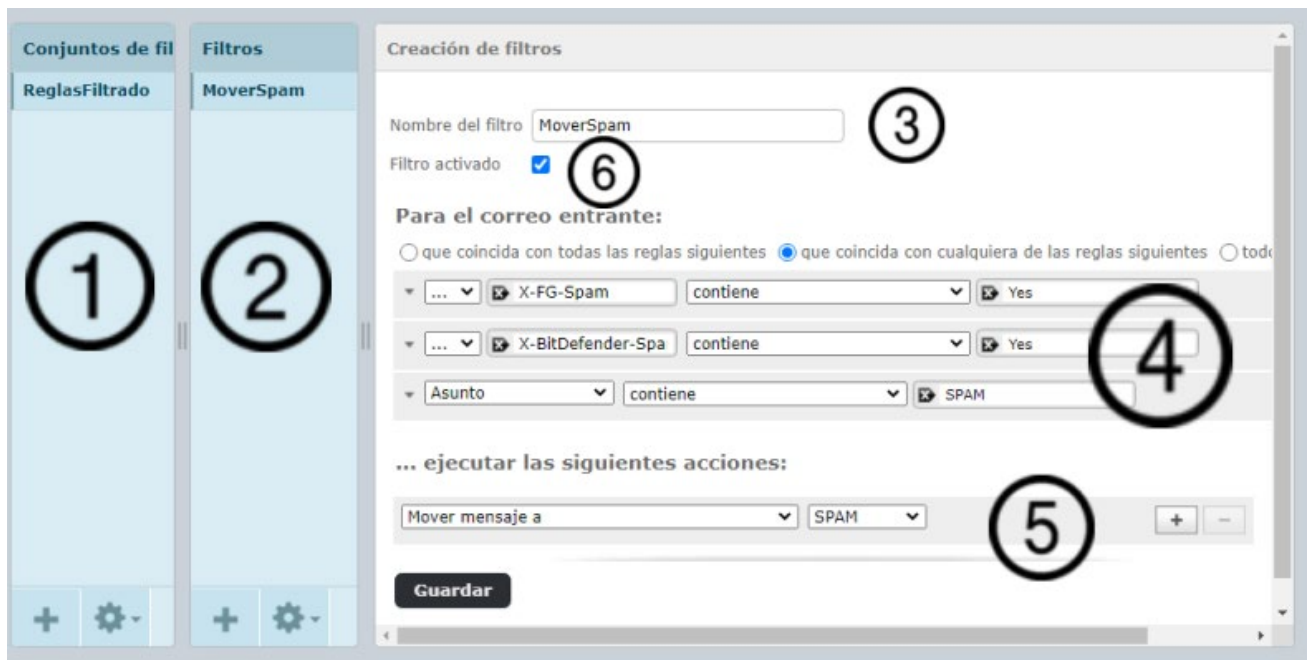 Conjuntos de fil
ReglasFiltrado
1
Filtros
MoverSpam
2
Creación de filtros
Nombre del filtro MoverSpam 3
Filtro activado 6
Para el correo entrante:
que coincida con todas las reglas siguientes que coincida con cualquiera de las reglas siguientes todo
... X-FG-Spam contiene Yes
... X-BitDefender-Spa contiene Yes 4
Asunto contiene SPAM
... ejecutar las siguientes acciones:
Mover mensaje a SPAM 5 + -
Guardar